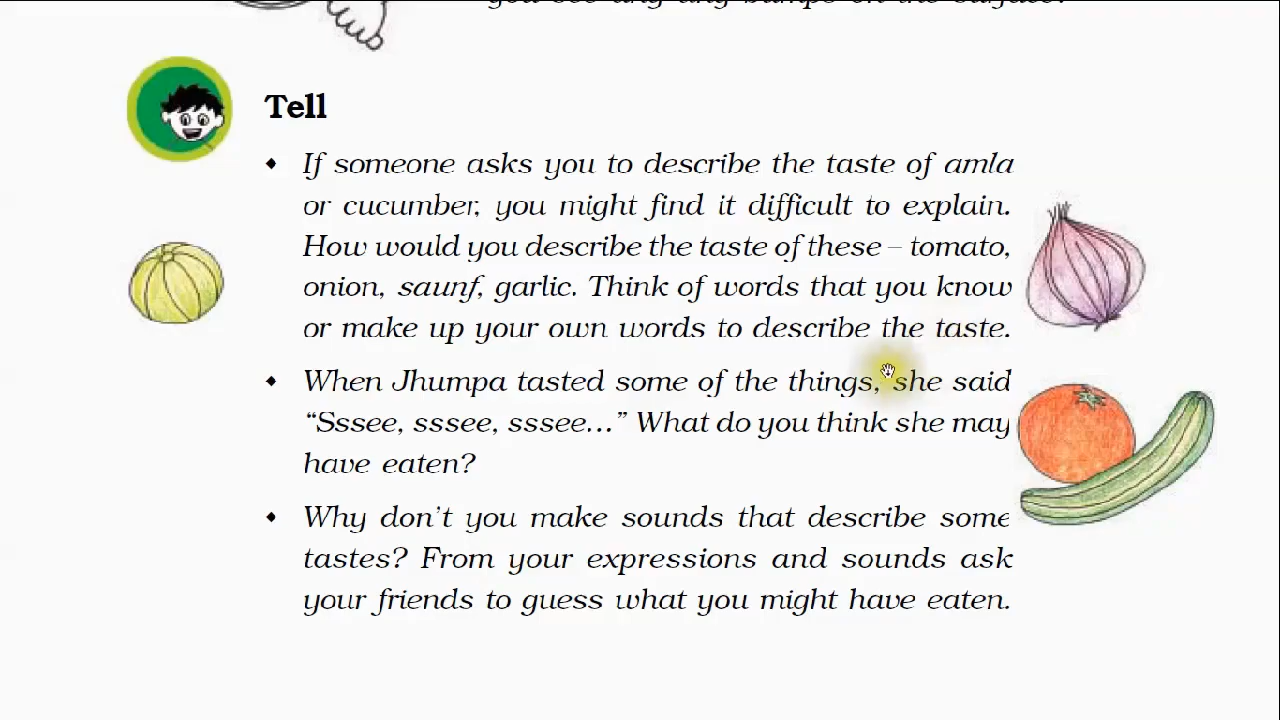 Tell
◆ If someone asks you to describe the taste of amla
or cucumber, you might find it difficult to explain.
How would you describe the taste of these – tomato,
onion, saunf, garlic. Think of words that you know
or make up your own words to describe the taste.
◆ When Jhumpa tasted some of the things, she said
“Sssee, sssee, sssee...” What do you think she may
have eaten?
◆ Why don’t you make sounds that describe some
tastes? From your expressions and sounds ask
your friends to guess what you might have eaten.